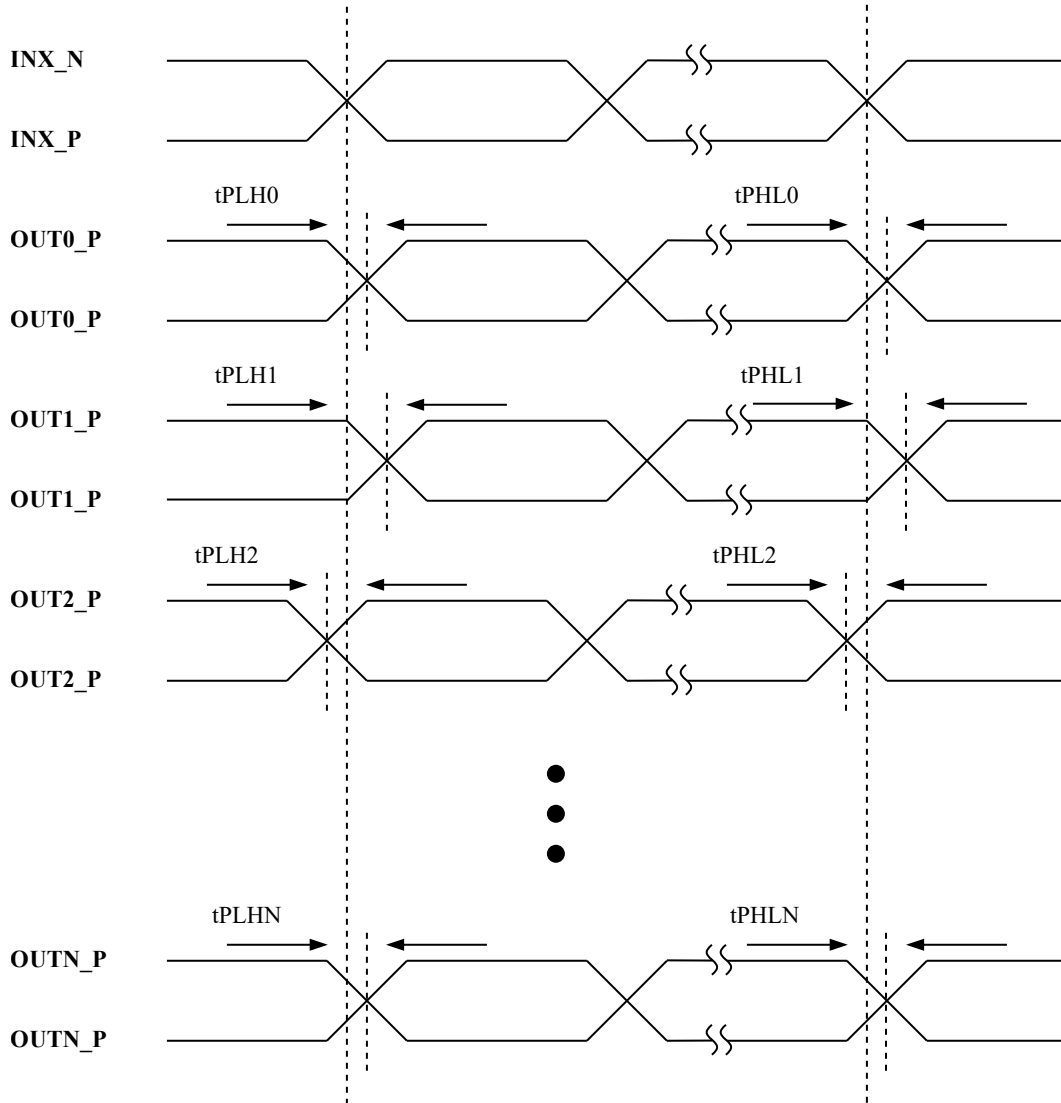 INX_N
INX_P
tPLH0 tPHL0
OUT0_P
OUT0_P
tPLH1 tPHL1
OUT1_P
OUT1_P
tPLH2 tPHL2
OUT2_P
OUT2_P
tPLHN tPHLN
OUTN_P
OUTN_P